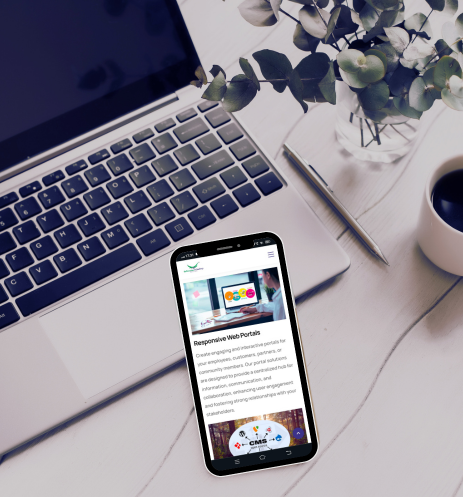 Responsive Web Portals
Create engaging and interactive portals for
your employees, customers, partners, or
community members. Our portal solutions
are designed to provide a centralized hub for
information, communication, and
collaboration, enhancing user engagement
and fostering strong relationships with your
stakeholders.
CMS